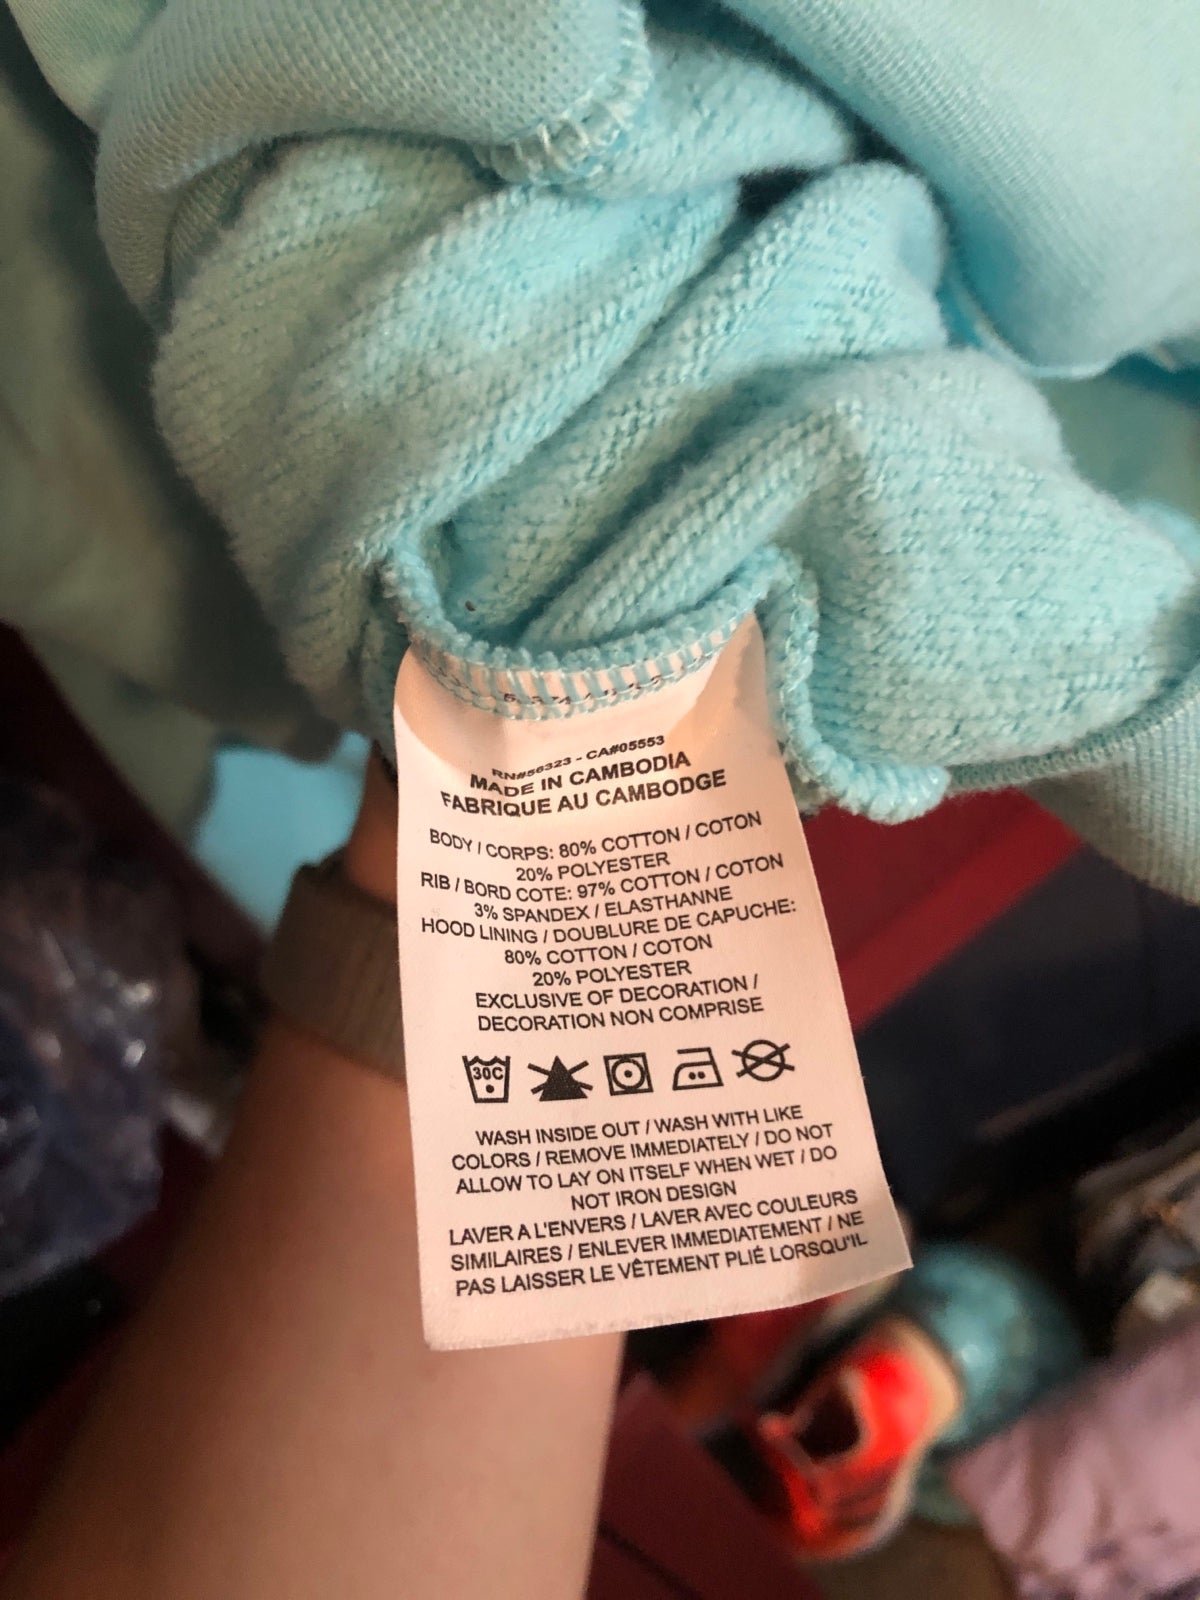 RN#56323 - CA#05553
MADE IN CAMBODIA
FABRIQUE AU CAMBODGE
BODY / CORPS: 80% COTTON / COTON
20% POLYESTER
RIB / BORD COTE: 97% COTTON / COTON
3% SPANDEX / ELASTHANNE
HOOD LINING / DOUBLURE DE CAPUCHE:
80% COTTON / COTON
20% POLYESTER
EXCLUSIVE OF DECORATION /
DECORATION NON COMPRISE
30C
WASH INSIDE OUT / WASH WITH LIKE
COLORS / REMOVE IMMEDIATELY / DO NOT
ALLOW TO LAY ON ITSELF WHEN WET / DO
NOT IRON DESIGN
LAVER A L'ENVERS / LAVER AVEC COULEURS
SIMILAIRES / ENLEVER IMMEDIATEMENT / NE
PAS LAISSER LE VÊTEMENT PLIÉ LORSQU'IL